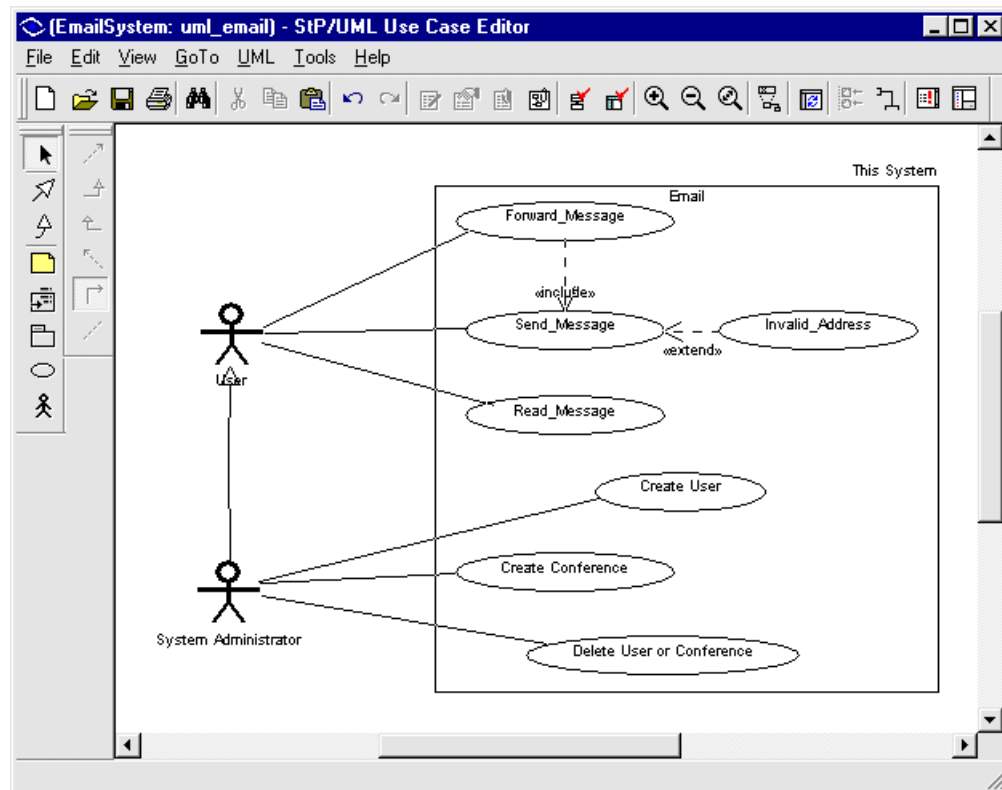 (EmailSystem: uml_email) - StP/UML Use Case Editor
File Edit View GoTo UML Tools Help
This System
Email
Forward_Message
«include»
Send_Message
Invalid_Address
«extend»
User
Read_Message
Create User
Create Conference
System Administrator
Delete User or Conference